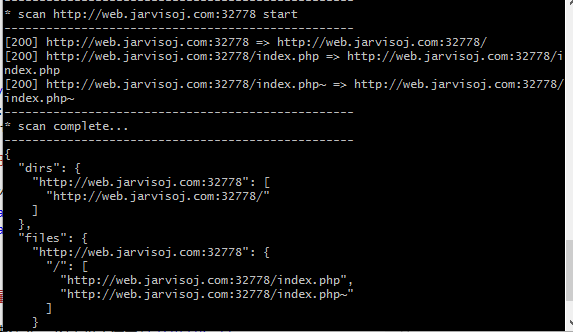 ------------------------------------------------
* scan http://web.jarvisoj.com:32778 start
------------------------------------------------
[200] http://web.jarvisoj.com:32778 => http://web.jarvisoj.com:32778/
[200] http://web.jarvisoj.com:32778/index.php => http://web.jarvisoj.com:32778/i
ndex.php
[200] http://web.jarvisoj.com:32778/index.php~ => http://web.jarvisoj.com:32778/
index.php~
------------------------------------------------
* scan complete...
------------------------------------------------
{
  "dirs": {
    "http://web.jarvisoj.com:32778": [
      "http://web.jarvisoj.com:32778/"
    ]
  },
  "files": {
    "http://web.jarvisoj.com:32778": {
      "/": [
        "http://web.jarvisoj.com:32778/index.php",
        "http://web.jarvisoj.com:32778/index.php~"
      ]
    }